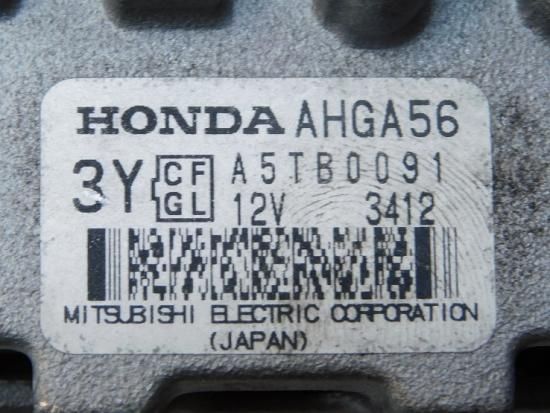 HONDA AHGA56
3Y CF A5TB0091
GL 12V 3412
MITSUBISHI ELECTRIC CORPORATION
(JAPAN)